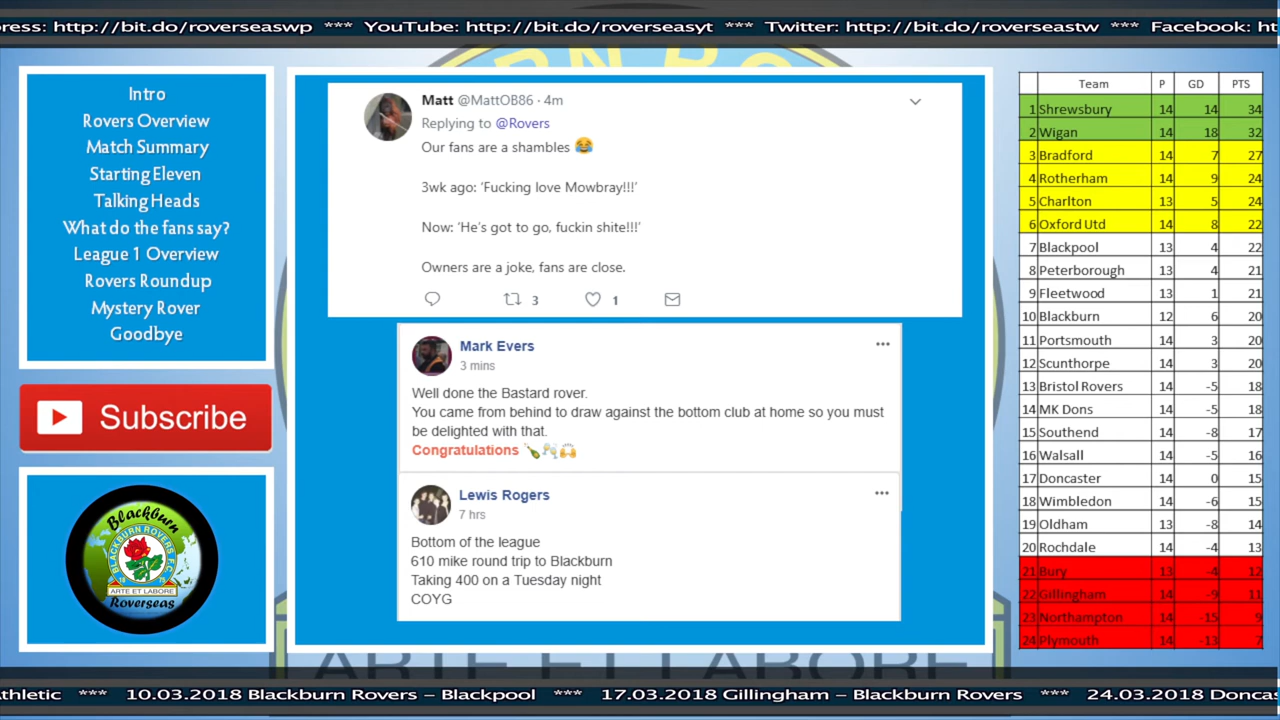 ress: http://bit.do/roverseaswp *** YouTube: http://bit.do/roverseasyt *** Twitter: http://bit.do/roverseastw *** Facebook: ht
Intro
Rovers Overview
Match Summary
Starting Eleven
Talking Heads
What do the fans say?
League 1 Overview
Rovers Roundup
Mystery Rover
Goodbye
Subscribe
Blackburn
BLACKBURN ROVERS F.C.
18 75
ARTE ET LABORE
Roverseas
Matt @MattOB86 · 4m
Replying to @Rovers
Our fans are a shambles 😂
3wk ago: 'Fucking love Mowbray!!!'
Now: 'He's got to go, fuckin shite!!!'
Owners are a joke, fans are close.
3 1
Mark Evers
3 mins
Well done the Bastard rover.
You came from behind to draw against the bottom club at home so you must
be delighted with that.
Congratulations 🍾🥂🙌
Lewis Rogers
7 hrs
Bottom of the league
610 mike round trip to Blackburn
Taking 400 on a Tuesday night
COYG
Team P GD PTS
1 Shrewsbury 14 14 34
2 Wigan 14 18 32
3 Bradford 14 7 27
4 Rotherham 14 9 24
5 Charlton 13 5 24
6 Oxford Utd 14 8 22
7 Blackpool 13 4 22
8 Peterborough 13 4 21
9 Fleetwood 13 1 21
10 Blackburn 12 6 20
11 Portsmouth 14 3 20
12 Scunthorpe 14 3 20
13 Bristol Rovers 14 -5 18
14 MK Dons 14 -5 18
15 Southend 14 -8 17
16 Walsall 14 -5 16
17 Doncaster 14 0 15
18 Wimbledon 14 -6 15
19 Oldham 13 -8 14
20 Rochdale 14 -4 13
21 Bury 13 -4 12
22 Gillingham 14 -9 11
23 Northampton 14 -15 9
24 Plymouth 14 -13 7
RN RO
ARTE ET LABORE
thletic *** 10.03.2018 Blackburn Rovers – Blackpool *** 17.03.2018 Gillingham – Blackburn Rovers *** 24.03.2018 Doncas